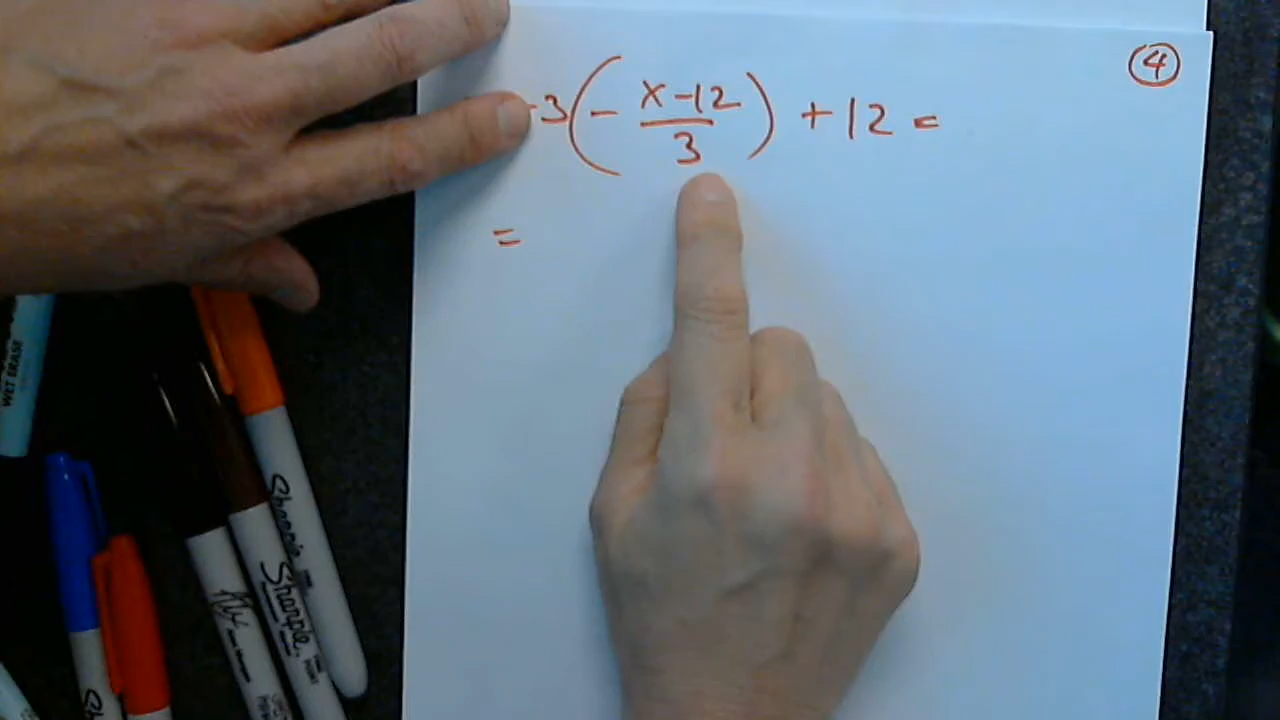 ④
-3(- x-12/3) + 12 =
=
WET ERASE
Sharpie
Sharpie